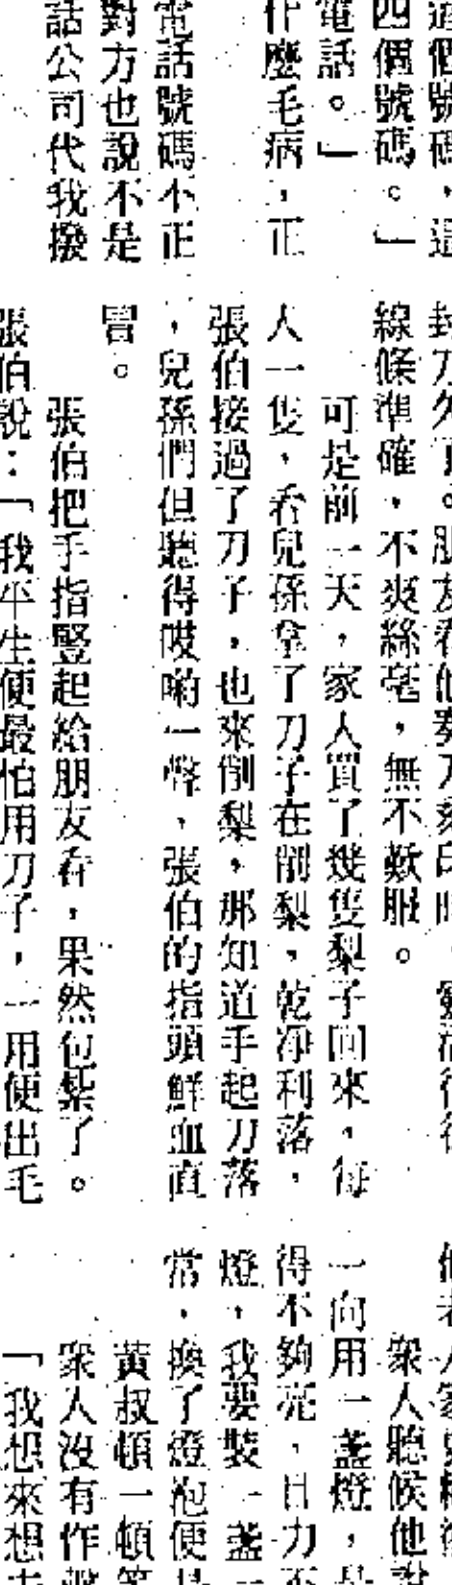 這個號碼,這
四個號碼。」
電話。」
什麼毛病,正
電話號碼不正
對方也說不是
話公司代我撥
線條準確,不爽絲毫,無不歎服。
可是前一天,家人買了幾隻梨子回來,每
人一隻,看兒孫拿了刀子在削梨,乾淨利落,
張伯接過了刀子,也來削梨,那知道手起刀落
,兒孫們但聽得哎喲一聲,張伯的指頭鮮血直
冒。
張伯把手指豎起給朋友看,果然包紮了。
張伯說:「我平生便最怕用刀子,一用便出毛
眾人聽候他說
一向用一盞燈,
得不夠亮,目力不
燈,我要裝一盞
常,換了燈泡便是
黃叔頓一頓笑
眾人沒有作聲
「我想來想去